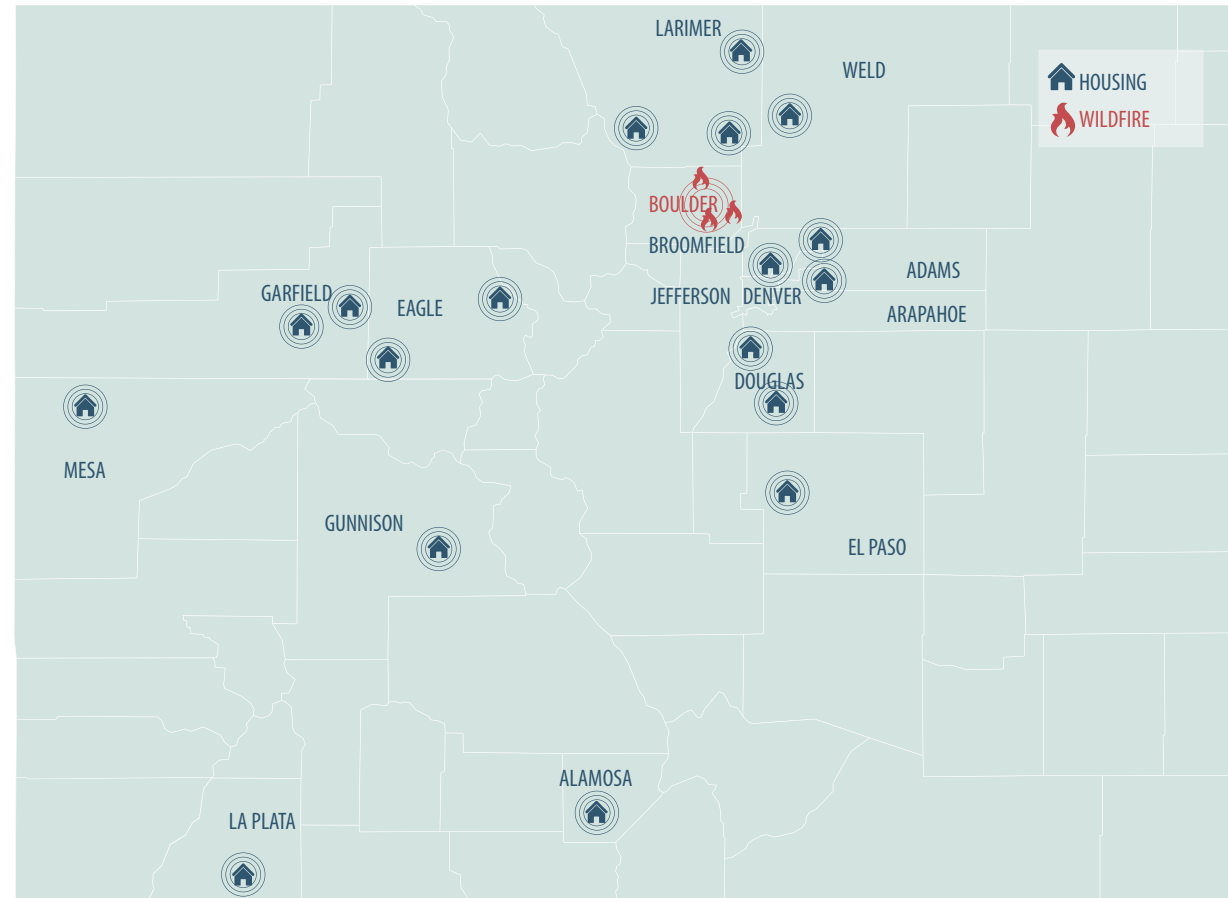 LARIMER
WELD
HOUSING
WILDFIRE
BOULDER
BROOMFIELD
ADAMS
GARFIELD
EAGLE
JEFFERSON
DENVER
ARAPAHOE
DOUGLAS
MESA
GUNNISON
EL PASO
ALAMOSA
LA PLATA